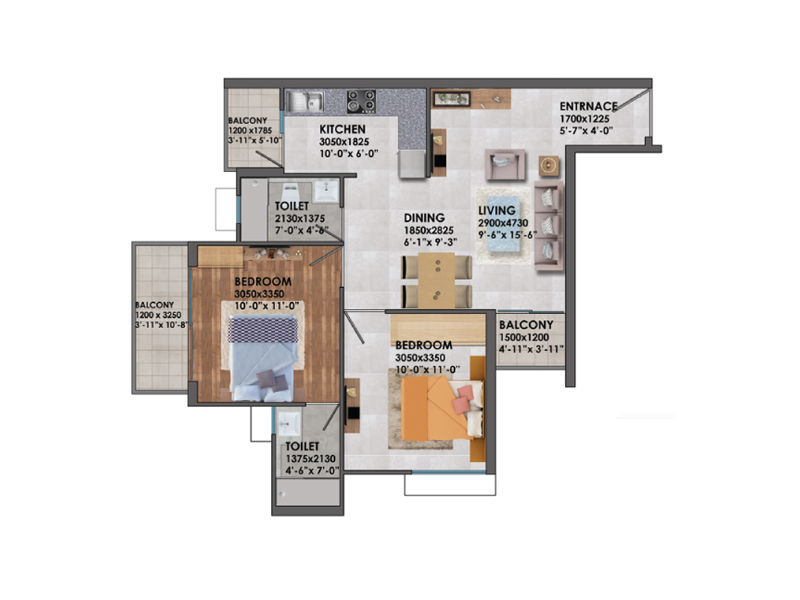 ENTRNACE
1700x1225
5'-7"x 4'-0"
BALCONY
1200 x1785
3'-11"x 5'-10"
KITCHEN
3050x1825
10'-0"x 6'-0"
TOILET
2130x1375
7'-0"x 4'-6"
DINING
1850x2825
6'-1"x 9'-3"
LIVING
2900x4730
9'-6"x 15'-6"
BEDROOM
3050x3350
10'-0"x 11'-0"
BALCONY
1200 x 3250
3'-11"x 10'-8"
BALCONY
1500x1200
4'-11"x 3'-11"
BEDROOM
3050x3350
10'-0"x 11'-0"
TOILET
1375x2130
4'-6"x 7'-0"